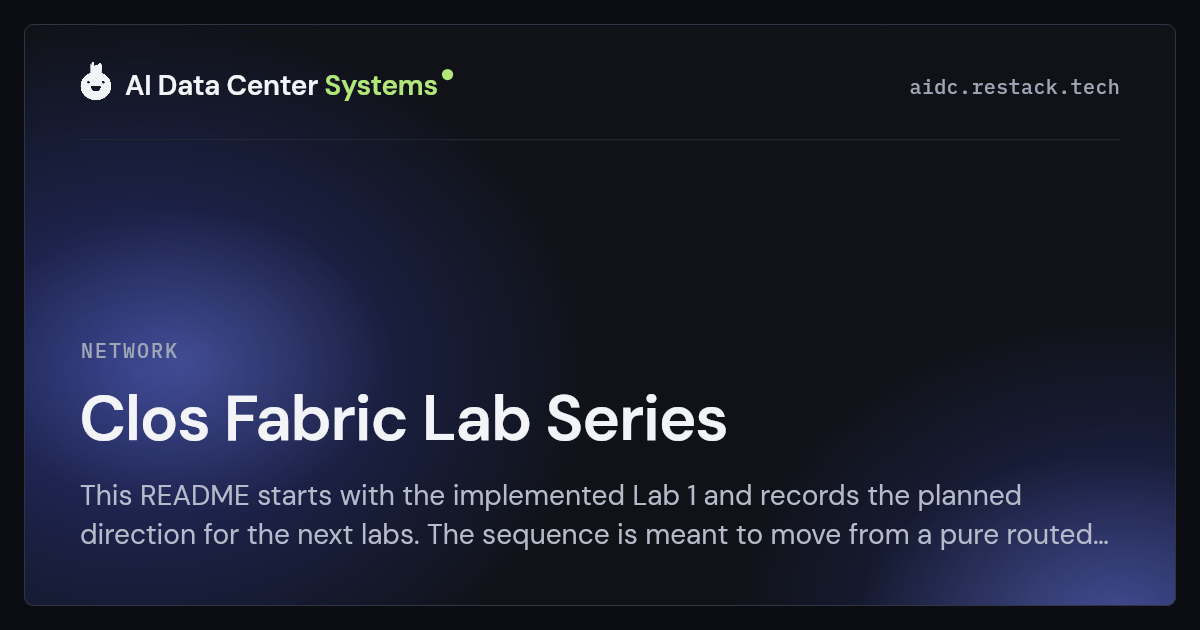 AI Data Center Systems
aidc.restack.tech
NETWORK
Clos Fabric Lab Series
This README starts with the implemented Lab 1 and records the planned
direction for the next labs. The sequence is meant to move from a pure routed…